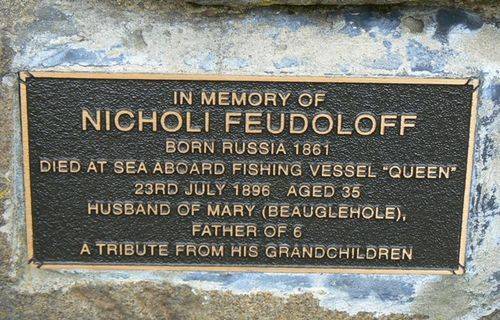 IN MEMORY OF
NICHOLI FEUDOLOFF
BORN RUSSIA 1861
DIED AT SEA ABOARD FISHING VESSEL "QUEEN"
23RD JULY 1896 AGED 35
HUSBAND OF MARY (BEAUGLEHOLE),
FATHER OF 6
A TRIBUTE FROM HIS GRANDCHILDREN